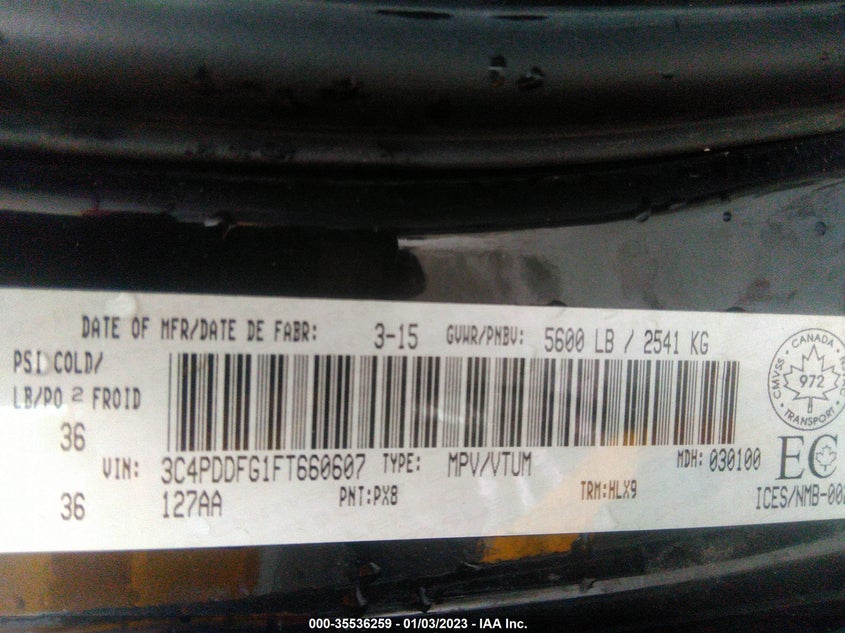 DATE OF MFR/DATE DE FABR: 3-15 GVWR/PNBV: 5600 LB / 2541 KG
PSI COLD/
LB/PO 2 FROID
36
VIN: 3C4PDDFG1FT660607 TYPE: MPV/VTUM MDH: 030100
36
127AA PNT:PX8 TRM:HLX9
CANADA
CMVSS
972
TRANSPORT
EC
ICES/NMB-00
000-35536259 - 01/03/2023 - IAA Inc.